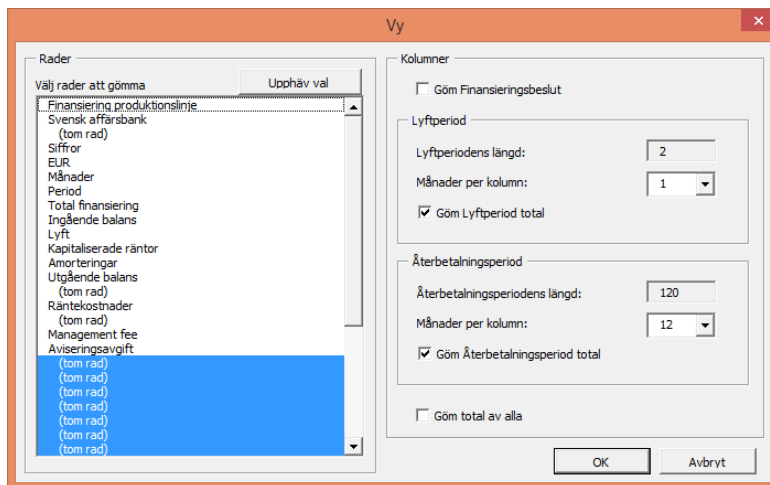 Vy
Rader
Välj rader att gömma
Upphäv val
Finansiering produktionslinje
Svensk affärsbank
(tom rad)
Siffror
EUR
Månader
Period
Total finansiering
Ingående balans
Lyft
Kapitaliserade räntor
Amorteringar
Utgående balans
(tom rad)
Räntekostnader
(tom rad)
Management fee
Aviseringsavgift
(tom rad)
(tom rad)
(tom rad)
(tom rad)
(tom rad)
(tom rad)
(tom rad)
Kolumner
Göm Finansieringsbeslut
Lyftperiod
Lyftperiodens längd: 2
Månader per kolumn: 1
Göm Lyftperiod total
Återbetalningsperiod
Återbetalningsperiodens längd: 120
Månader per kolumn: 12
Göm Återbetalningsperiod total
Göm total av alla
OK
Avbryt